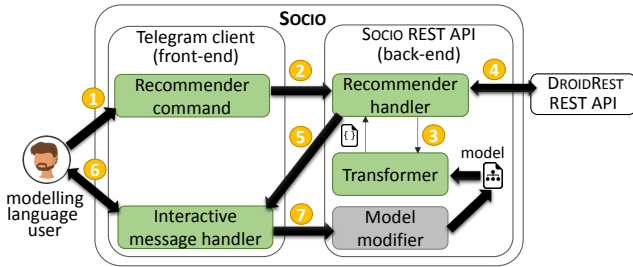 SOCIO
Telegram client
(front-end)
SOCIO REST API
(back-end)
1
Recommender
command
2
Recommender
handler
4
DROIDREST
REST API
5
{}
3
6
modelling
language
user
Transformer
model
Interactive
message handler
7
Model
modifier